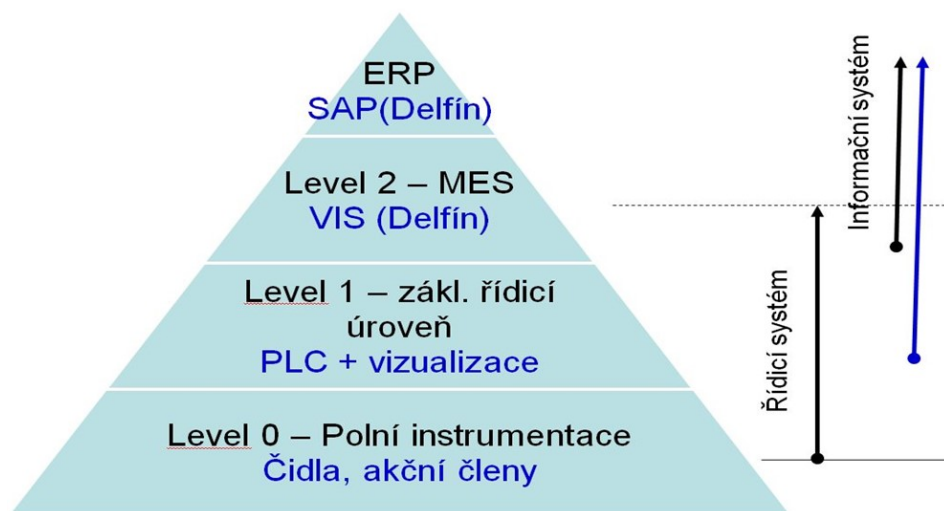 ERP
SAP(Delfín)
Level 2 – MES
VIS (Delfín)
Level 1 – zákl. řídicí
úroveň
PLC + vizualizace
Level 0 – Polní instrumentace
Čidla, akční členy
Řídicí systém
Informační systém